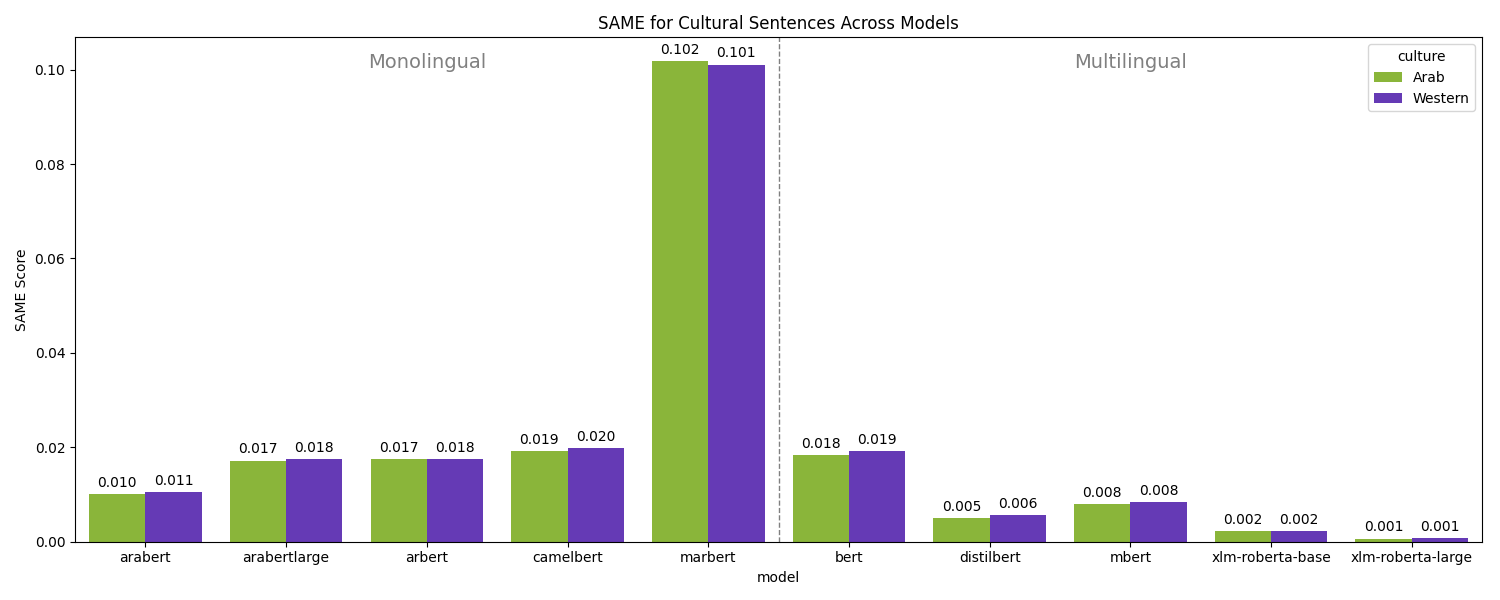 SAME for Cultural Sentences Across Models
Monolingual
Multilingual
culture
Arab
Western
SAME Score
0.10
0.08
0.06
0.04
0.02
0.00
0.010 0.011
0.017 0.018
0.017 0.018
0.019 0.020
0.102 0.101
0.018 0.019
0.005 0.006
0.008 0.008
0.002 0.002
0.001 0.001
arabert arabertlarge arbert camelbert marbert bert distilbert mbert xlm-roberta-base xlm-roberta-large
model